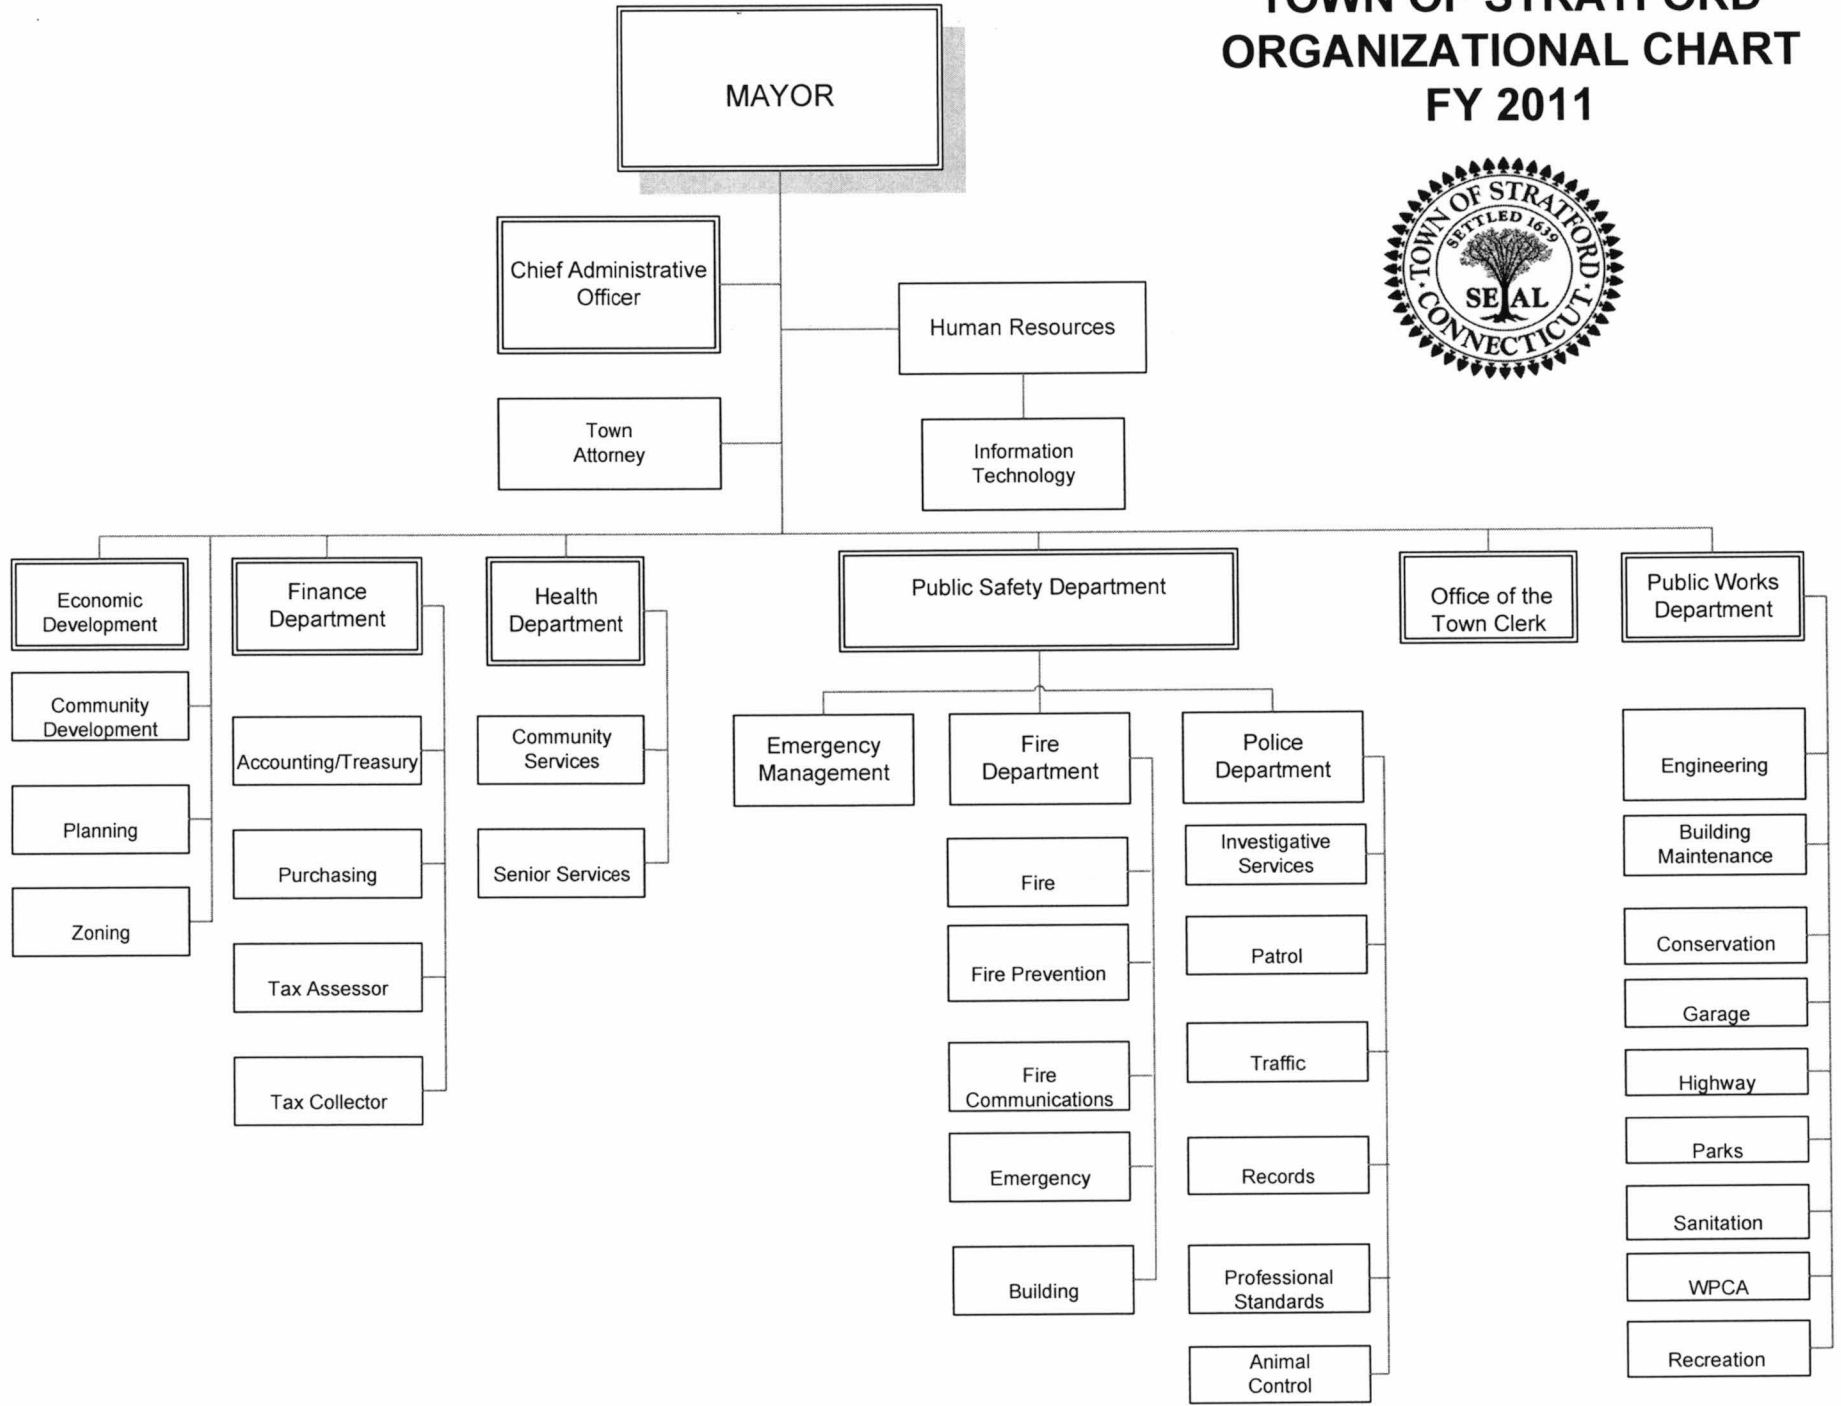 TOWN OF STRATFORD
ORGANIZATIONAL CHART
FY 2011
TOWN OF STRATFORD
SETTLED 1639
SEAL
CONNECTICUT
MAYOR
Chief Administrative
Officer
Human Resources
Town
Attorney
Information
Technology
Economic
Development
Community
Development
Planning
Zoning
Finance
Department
Accounting/Treasury
Purchasing
Tax Assessor
Tax Collector
Health
Department
Community
Services
Senior Services
Public Safety Department
Emergency
Management
Fire
Department
Fire
Fire Prevention
Fire
Communications
Emergency
Building
Police
Department
Investigative
Services
Patrol
Traffic
Records
Professional
Standards
Animal
Control
Office of the
Town Clerk
Public Works
Department
Engineering
Building
Maintenance
Conservation
Garage
Highway
Parks
Sanitation
WPCA
Recreation